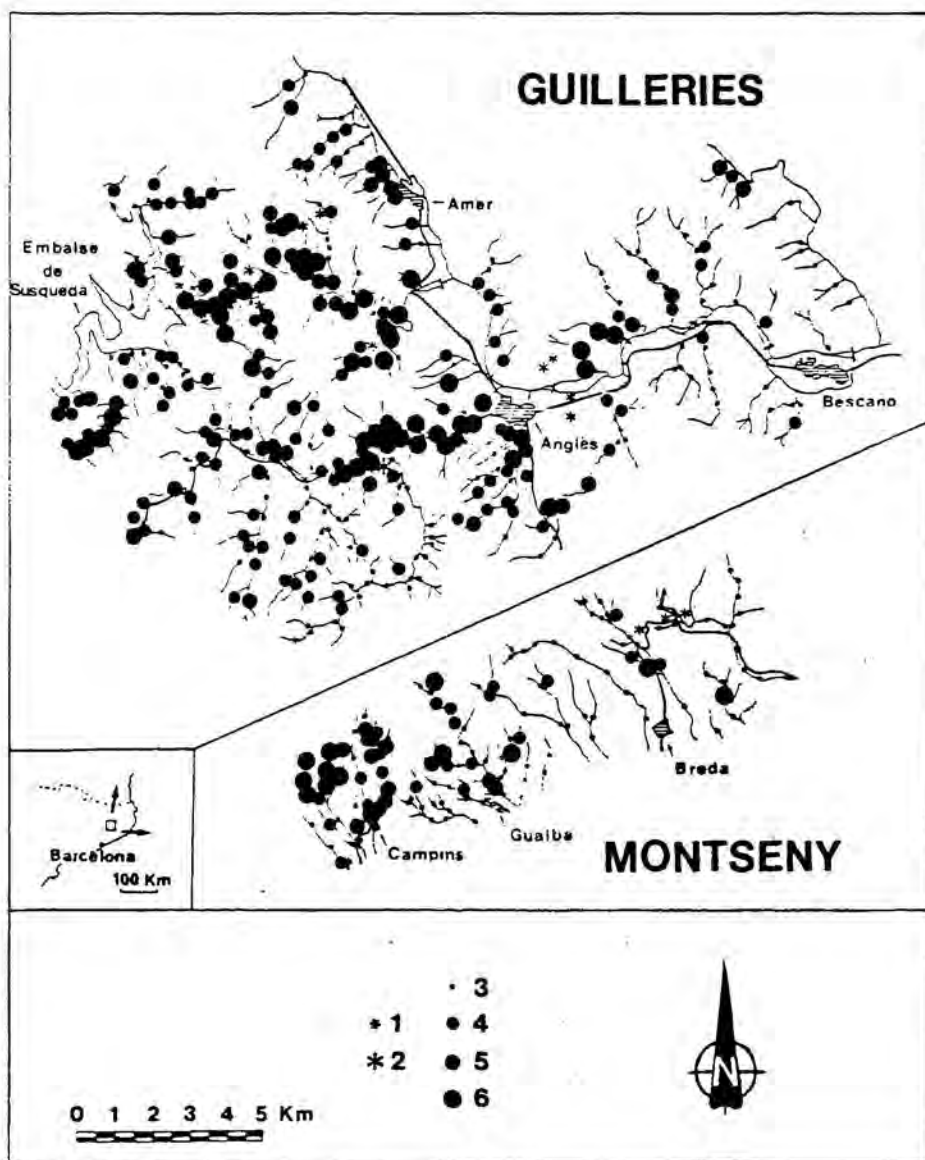 GUILLERIES
Amer
Embalse
de
Susqueda
Bescano
Anglès
Breda
Gualba
Campins
MONTSENY
Barcelona
100 Km
3
* 1 4
* 2 5
6
N
0 1 2 3 4 5 Km